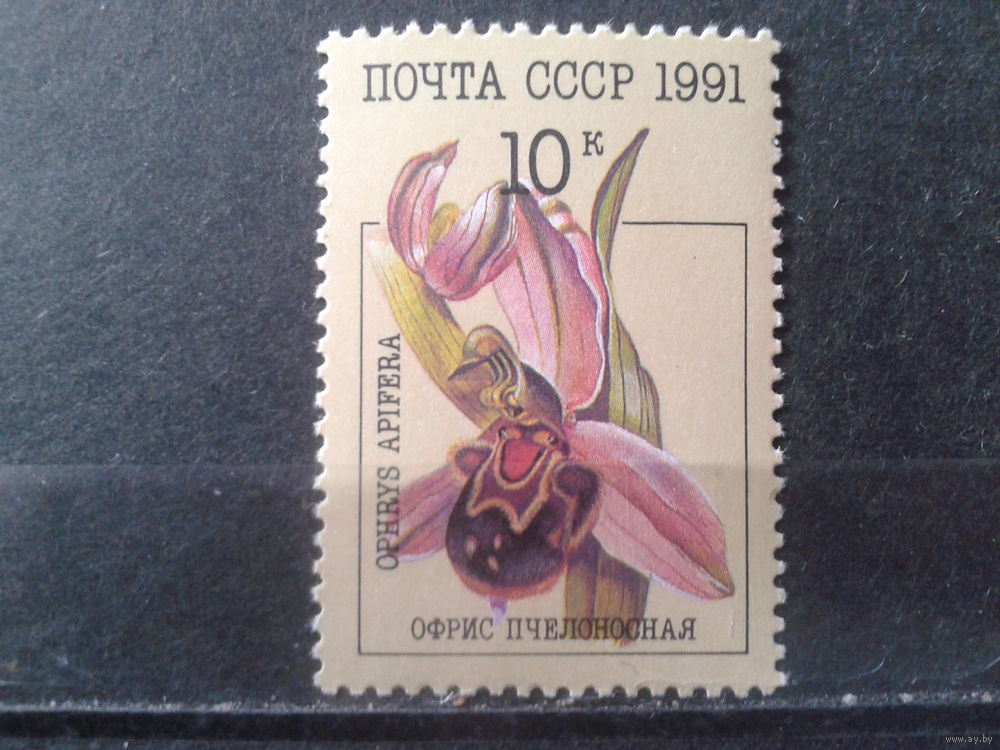 ПОЧТА СССР 1991
10 к
OPHRYS APIFERA
ОФРИС ПЧЕЛОНОСНАЯ
www.ay.by